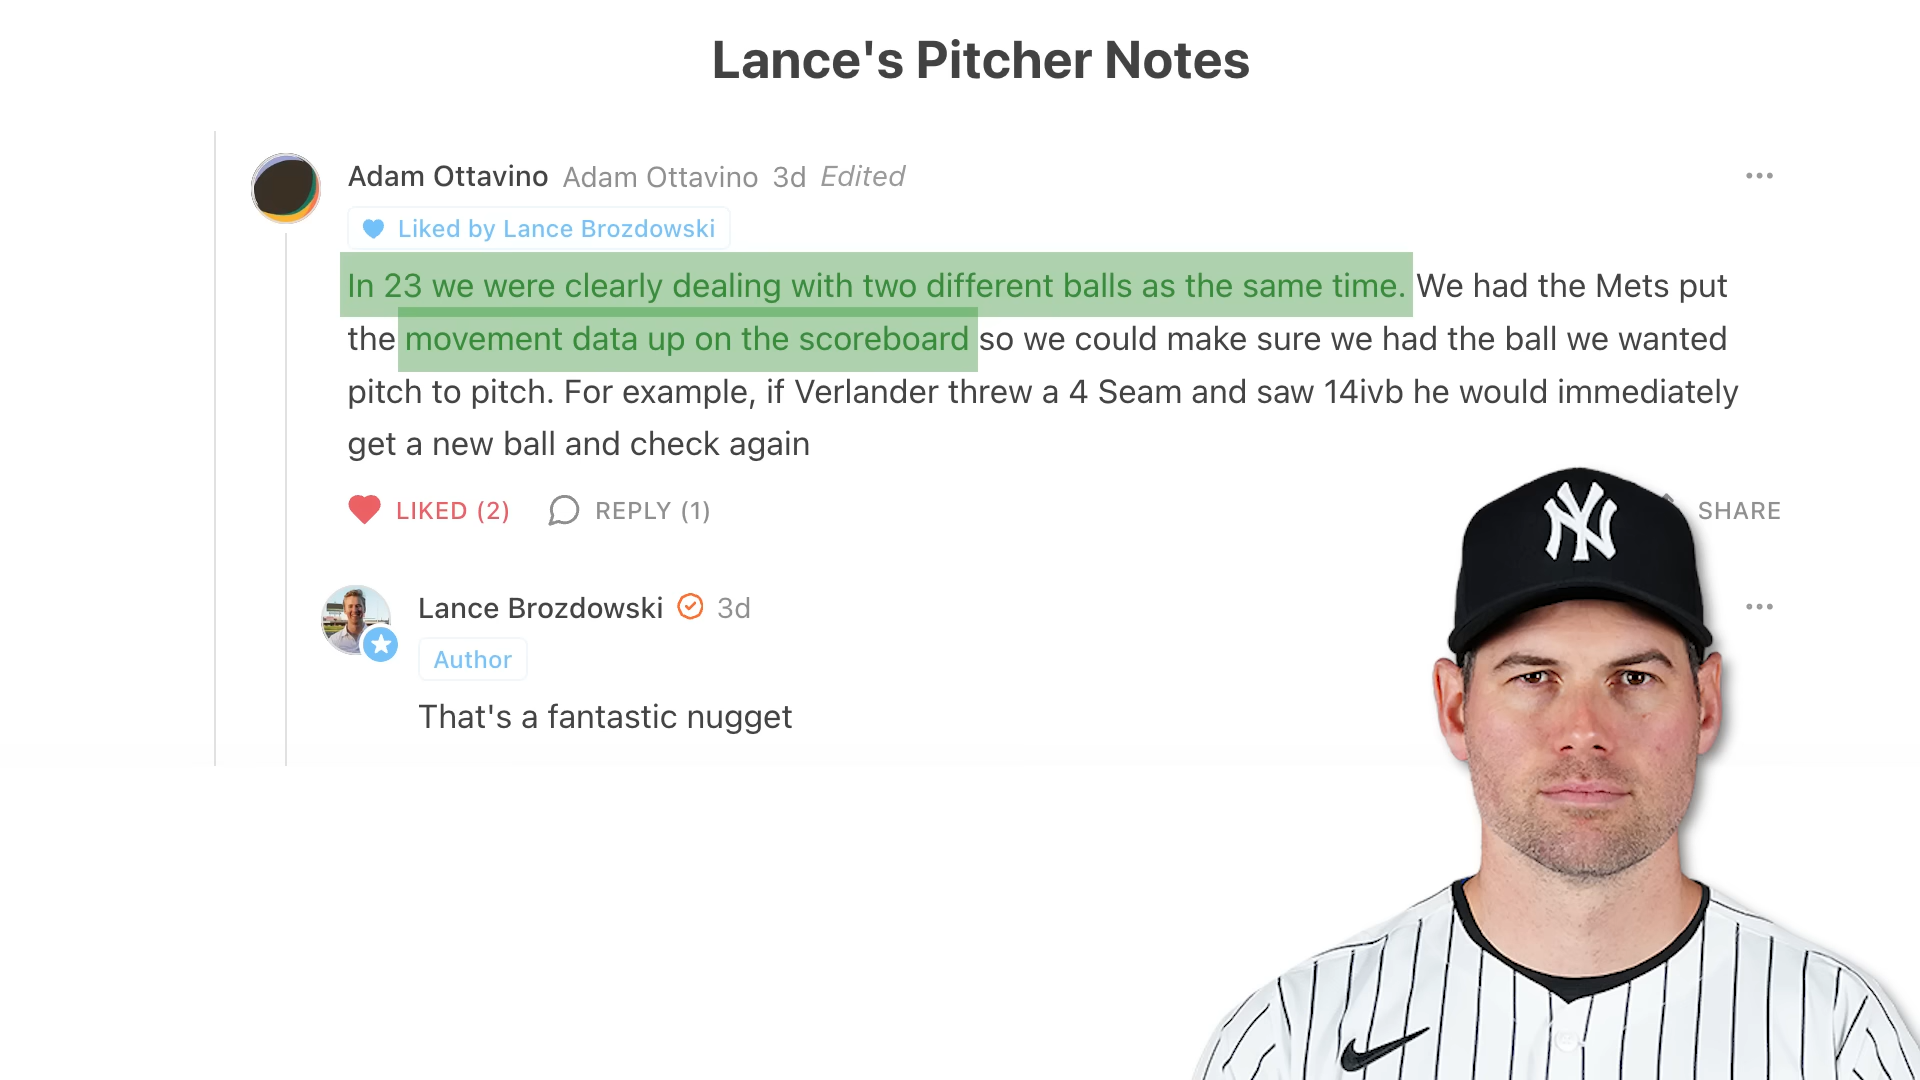 Lance's Pitcher Notes
Adam Ottavino Adam Ottavino 3d Edited
Liked by Lance Brozdowski
In 23 we were clearly dealing with two different balls as the same time. We had the Mets put
the movement data up on the scoreboard so we could make sure we had the ball we wanted
pitch to pitch. For example, if Verlander threw a 4 Seam and saw 14ivb he would immediately
get a new ball and check again
LIKED (2) REPLY (1) SHARE
Lance Brozdowski 3d
Author
That's a fantastic nugget
NY